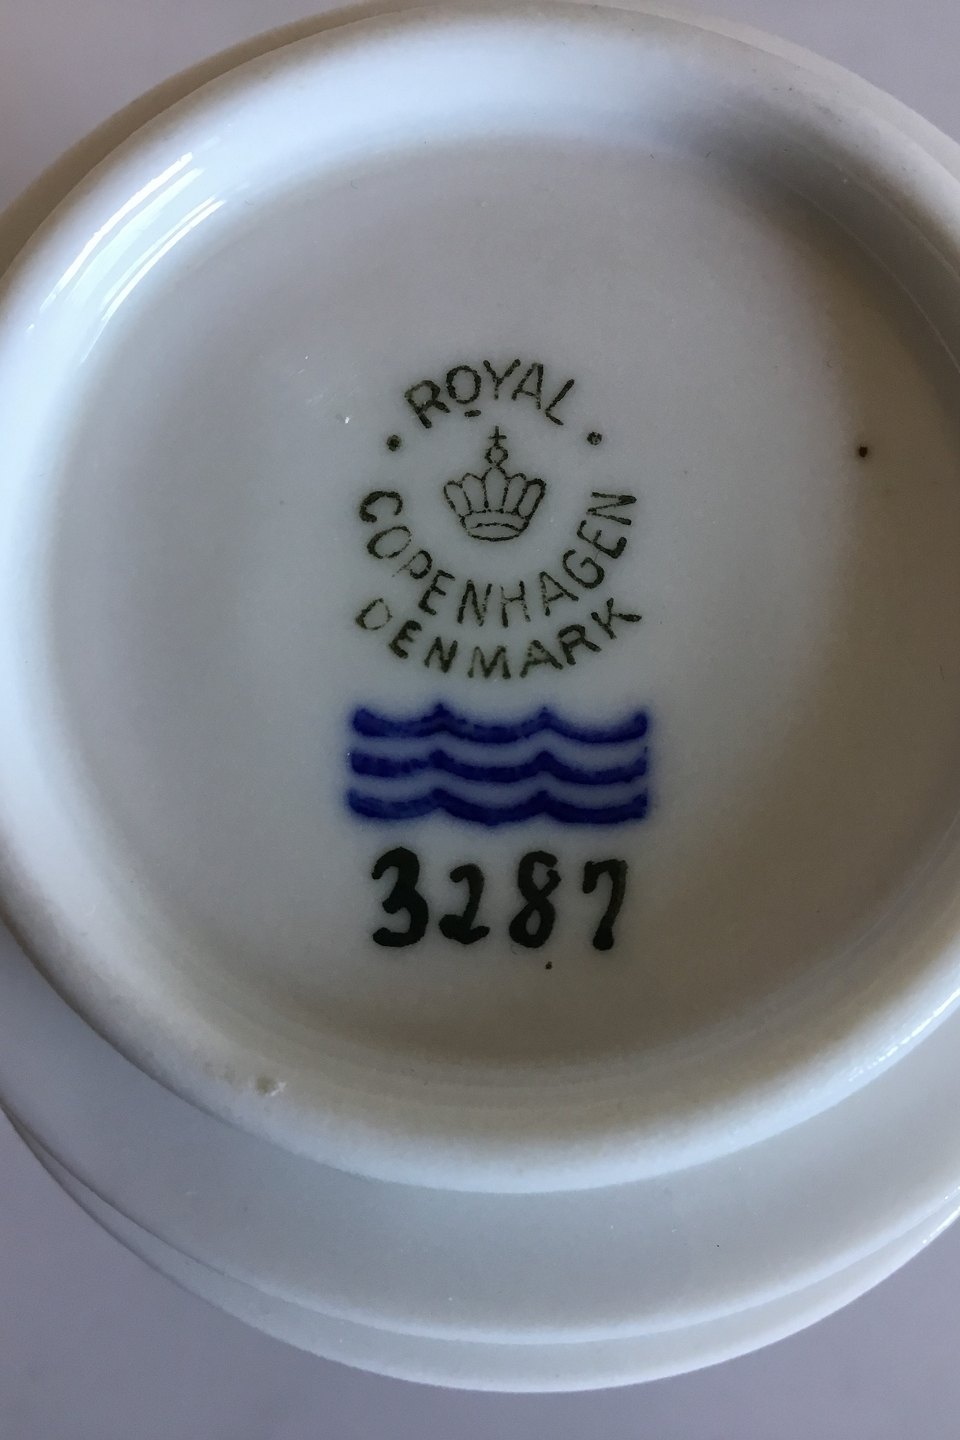 ROYAL
COPENHAGEN
DENMARK
3287